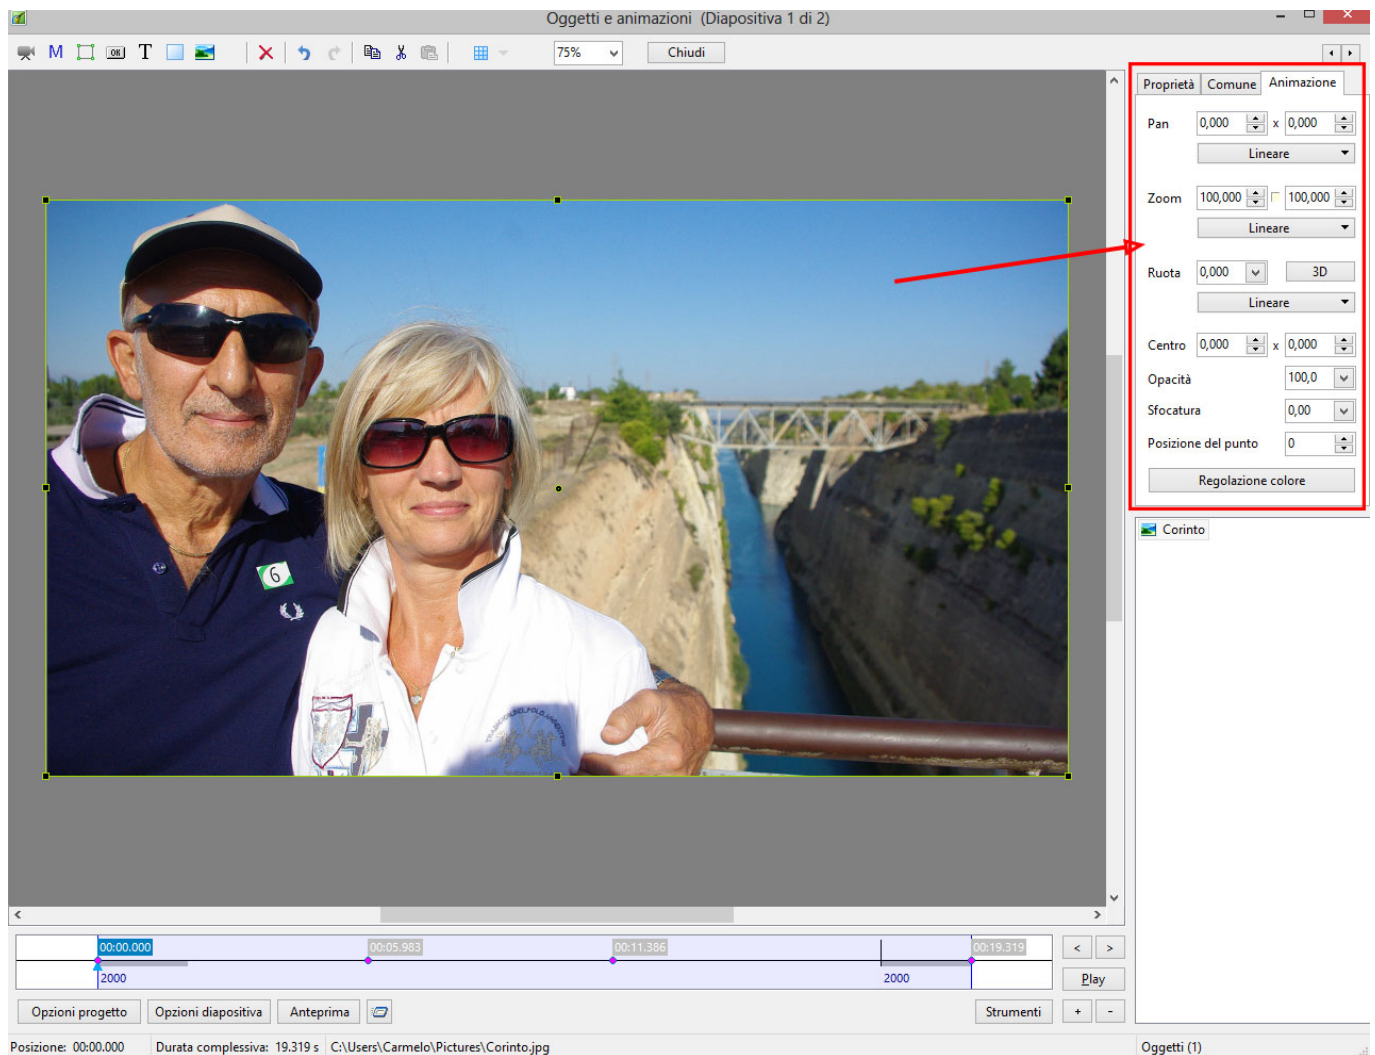 Oggetti e animazioni (Diapositiva 1 di 2)
M OK T 75% Chiudi
Proprietà Comune Animazione
Pan 0,000 x 0,000
Lineare
Zoom 100,000 100,000
Lineare
Ruota 0,000 3D
Lineare
Centro 0,000 x 0,000
Opacità 100,0
Sfocatura 0,00
Posizione del punto 0
Regolazione colore
Corinto
6
00:00.000 00:05.983 00:11.386 00:19.319 < >
2000 2000 Play
Opzioni progetto Opzioni diapositiva Anteprima Strumenti + -
Posizione: 00:00.000 Durata complessiva: 19.319 s C:\Users\Carmelo\Pictures\Corinto.jpg Oggetti (1)